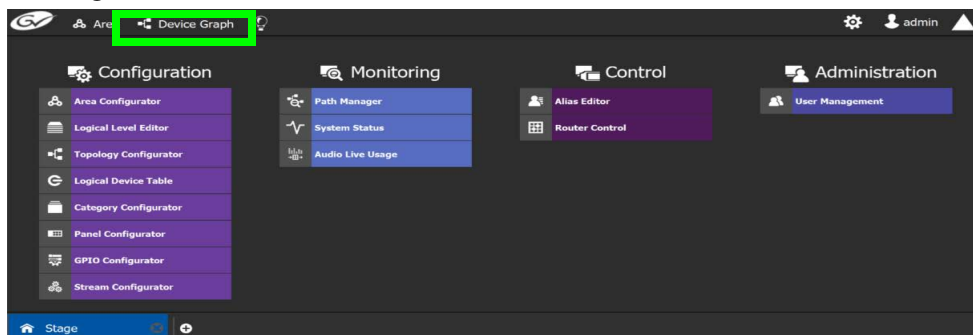 GV Are Device Graph admin
Configuration Monitoring Control Administration
Area Configurator Path Manager Alias Editor User Management
Logical Level Editor System Status Router Control
Topology Configurator Audio Live Usage
Logical Device Table
Category Configurator
Panel Configurator
GPIO Configurator
Stream Configurator
Stage